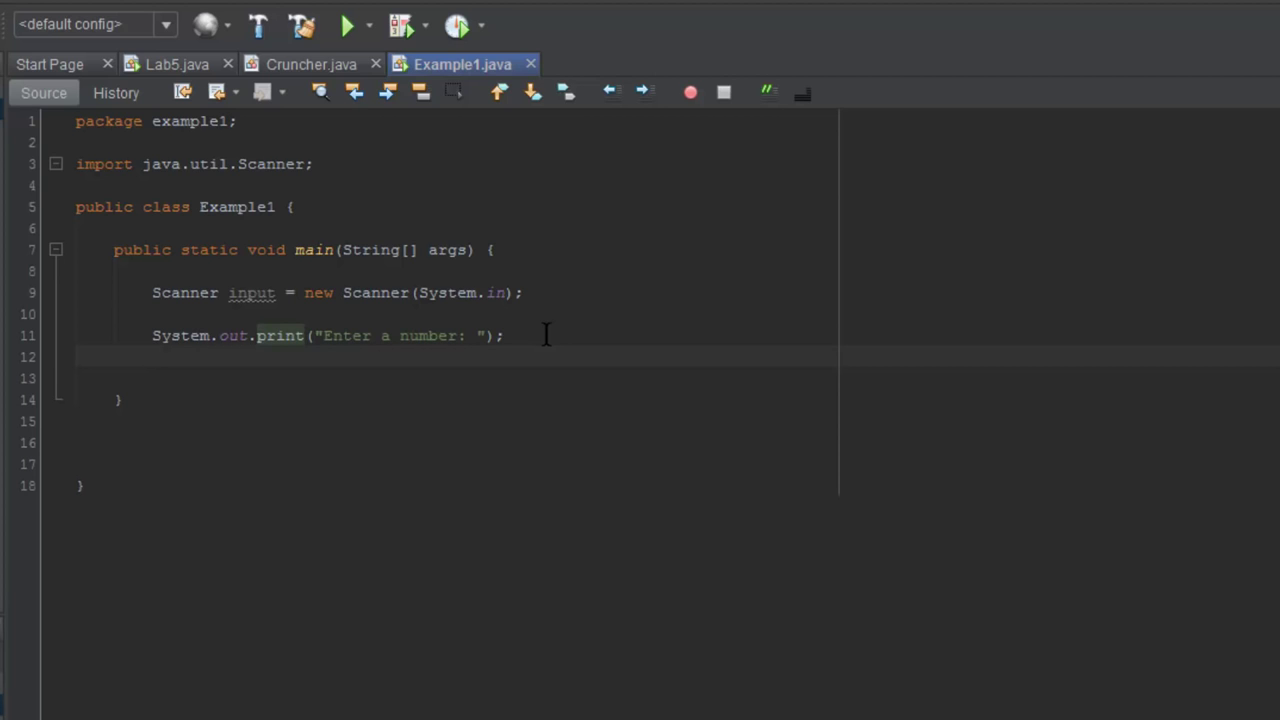 <default config>
Start Page Lab5.java Cruncher.java Example1.java
Source History
1 package example1;
2
3 import java.util.Scanner;
4
5 public class Example1 {
6
7 public static void main(String[] args) {
8
9 Scanner input = new Scanner(System.in);
10
11 System.out.print("Enter a number: ");
12
13
14 }
15
16
17
18 }